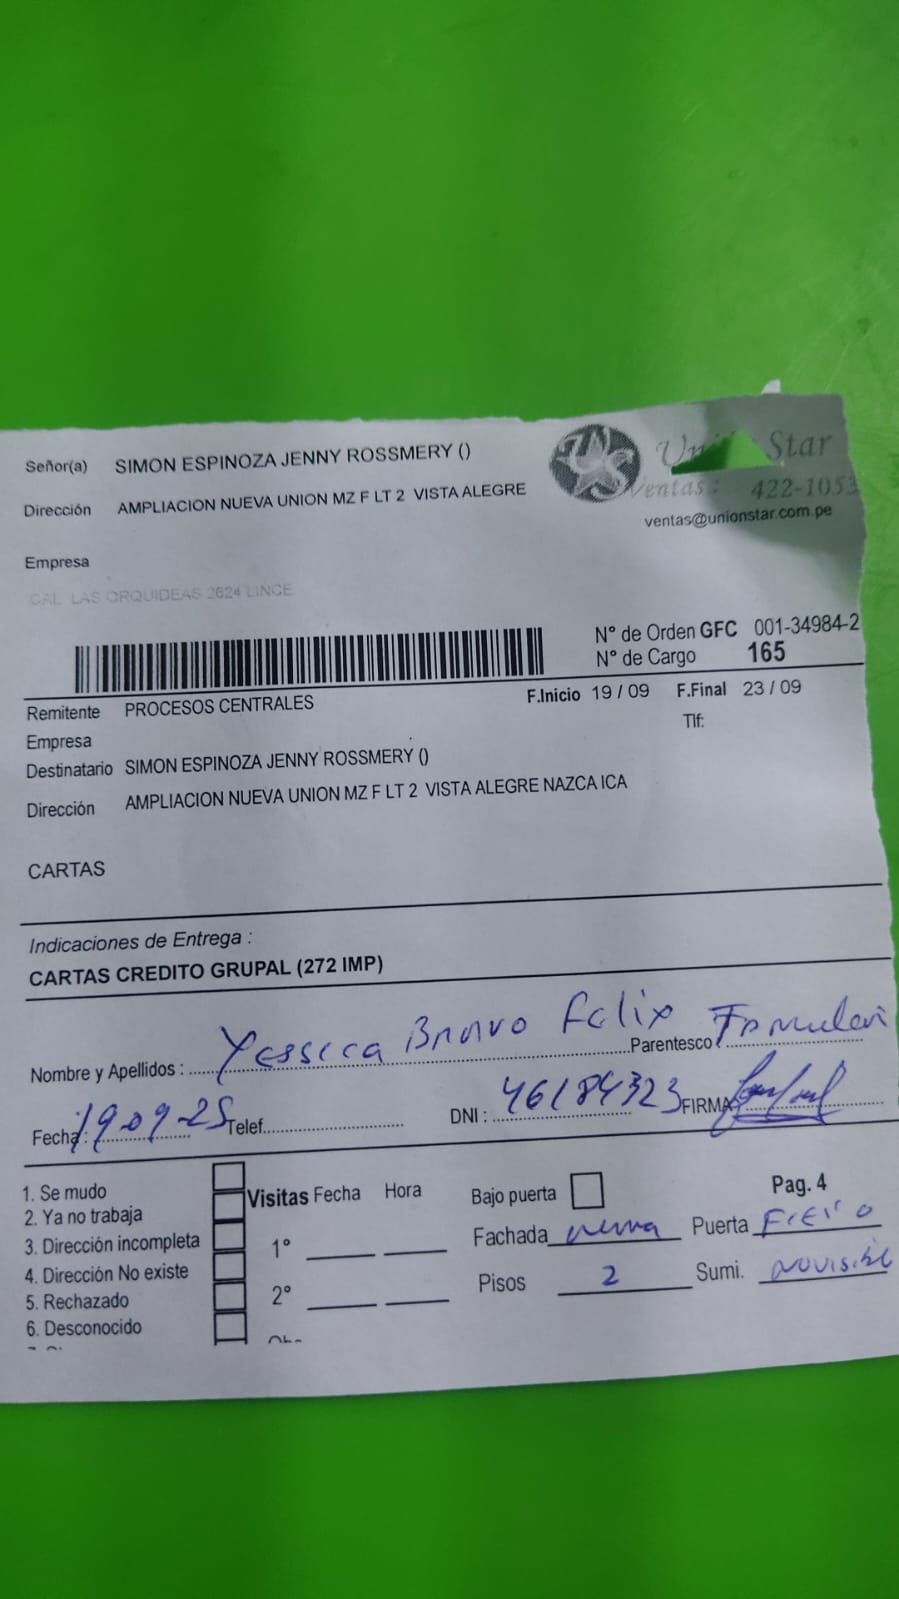 Señor(a) SIMON ESPINOZA JENNY ROSSMERY ()
Star
Dirección AMPLIACION NUEVA UNION MZ F LT 2 VISTA ALEGRE
Ventas: 422-1053
ventas@unionstar.com.pe
Empresa
CAL LAS ORQUIDEAS 2624 LINCE
N° de Orden GFC 001-34984-2
N° de Cargo 165
Remitente PROCESOS CENTRALES F.Inicio 19 / 09 F.Final 23 / 09
Empresa Tlf:
Destinatario SIMON ESPINOZA JENNY ROSSMERY ()
Dirección AMPLIACION NUEVA UNION MZ F LT 2 VISTA ALEGRE NAZCA ICA
CARTAS
Indicaciones de Entrega :
CARTAS CREDITO GRUPAL (272 IMP)
Nombre y Apellidos : Yesseca Bravo Felix Parentesco
Fecha: 19-09-25 Telef. DNI : 46184323 FIRMA
1. Se mudo Visitas Fecha Hora Bajo puerta Pag. 4
2. Ya no trabaja
3. Dirección incompleta 1° Fachada Puerta Fierro
4. Dirección No existe
5. Rechazado 2° Pisos 2 Sumi. novisible
6. Desconocido